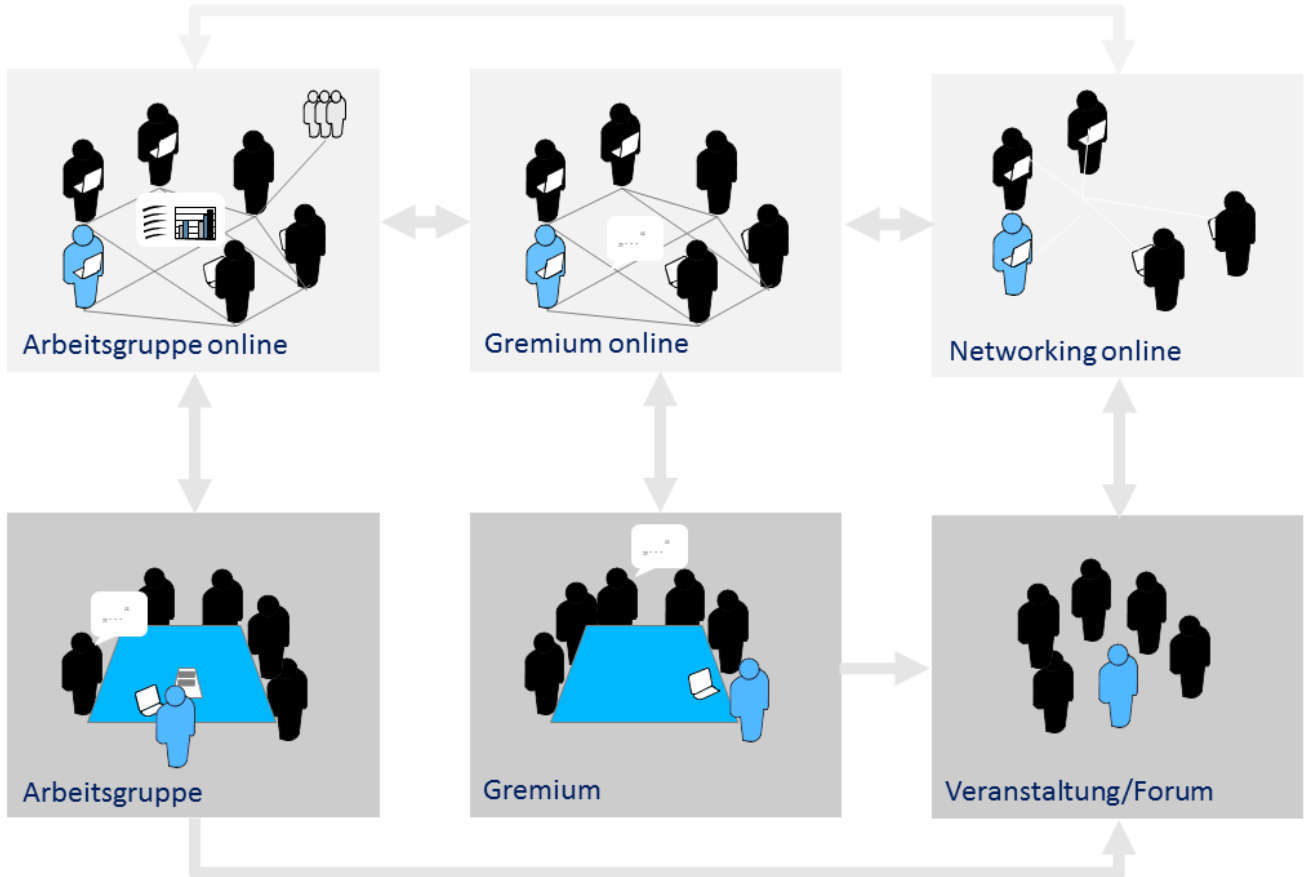 Arbeitsgruppe online
Gremium online
Networking online
Arbeitsgruppe
Gremium
Veranstaltung/Forum